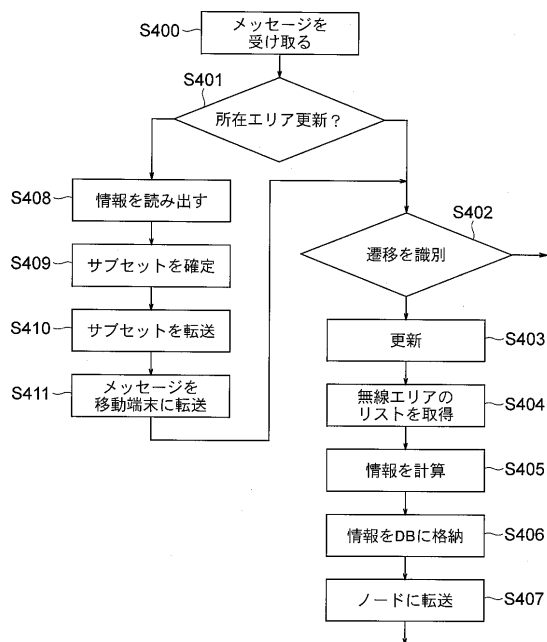 S400
メッセージを
受け取る
S401
所在エリア更新？
S408
情報を読み出す
S402
遷移を識別
S409
サブセットを確定
S410
サブセットを転送
S403
更新
S411
メッセージを
移動端末に転送
無線エリアの
リストを取得
S404
情報を計算
S405
情報をDBに格納
S406
ノードに転送
S407